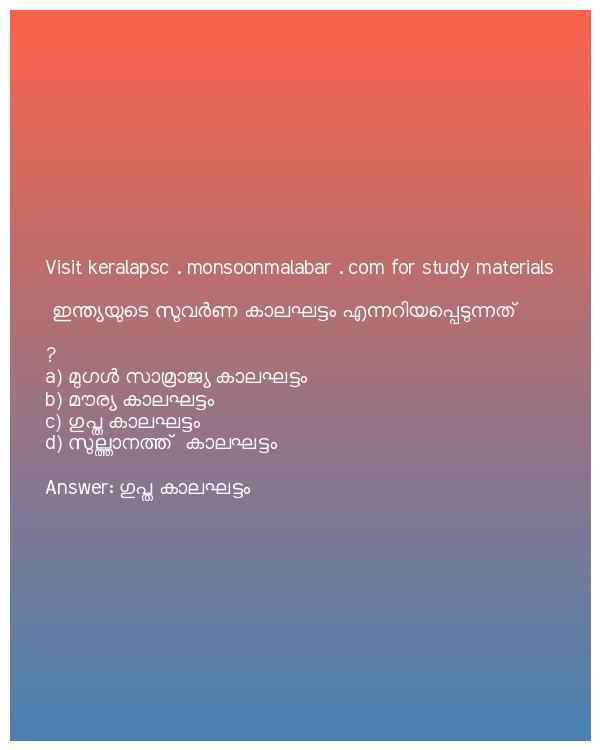 Visit keralapsc . monsoonmalabar . com for study materials
ഇന്ത്യയുടെ സുവർണ കാലഘട്ടം എന്നറിയപ്പെടുന്നത്
?
a) മുഗൾ സാമ്രാജ്യ കാലഘട്ടം
b) മൗര്യ കാലഘട്ടം
c) ഗുപ്ത കാലഘട്ടം
d) സുല്ത്താനത്ത് കാലഘട്ടം
Answer: ഗുപ്ത കാലഘട്ടം